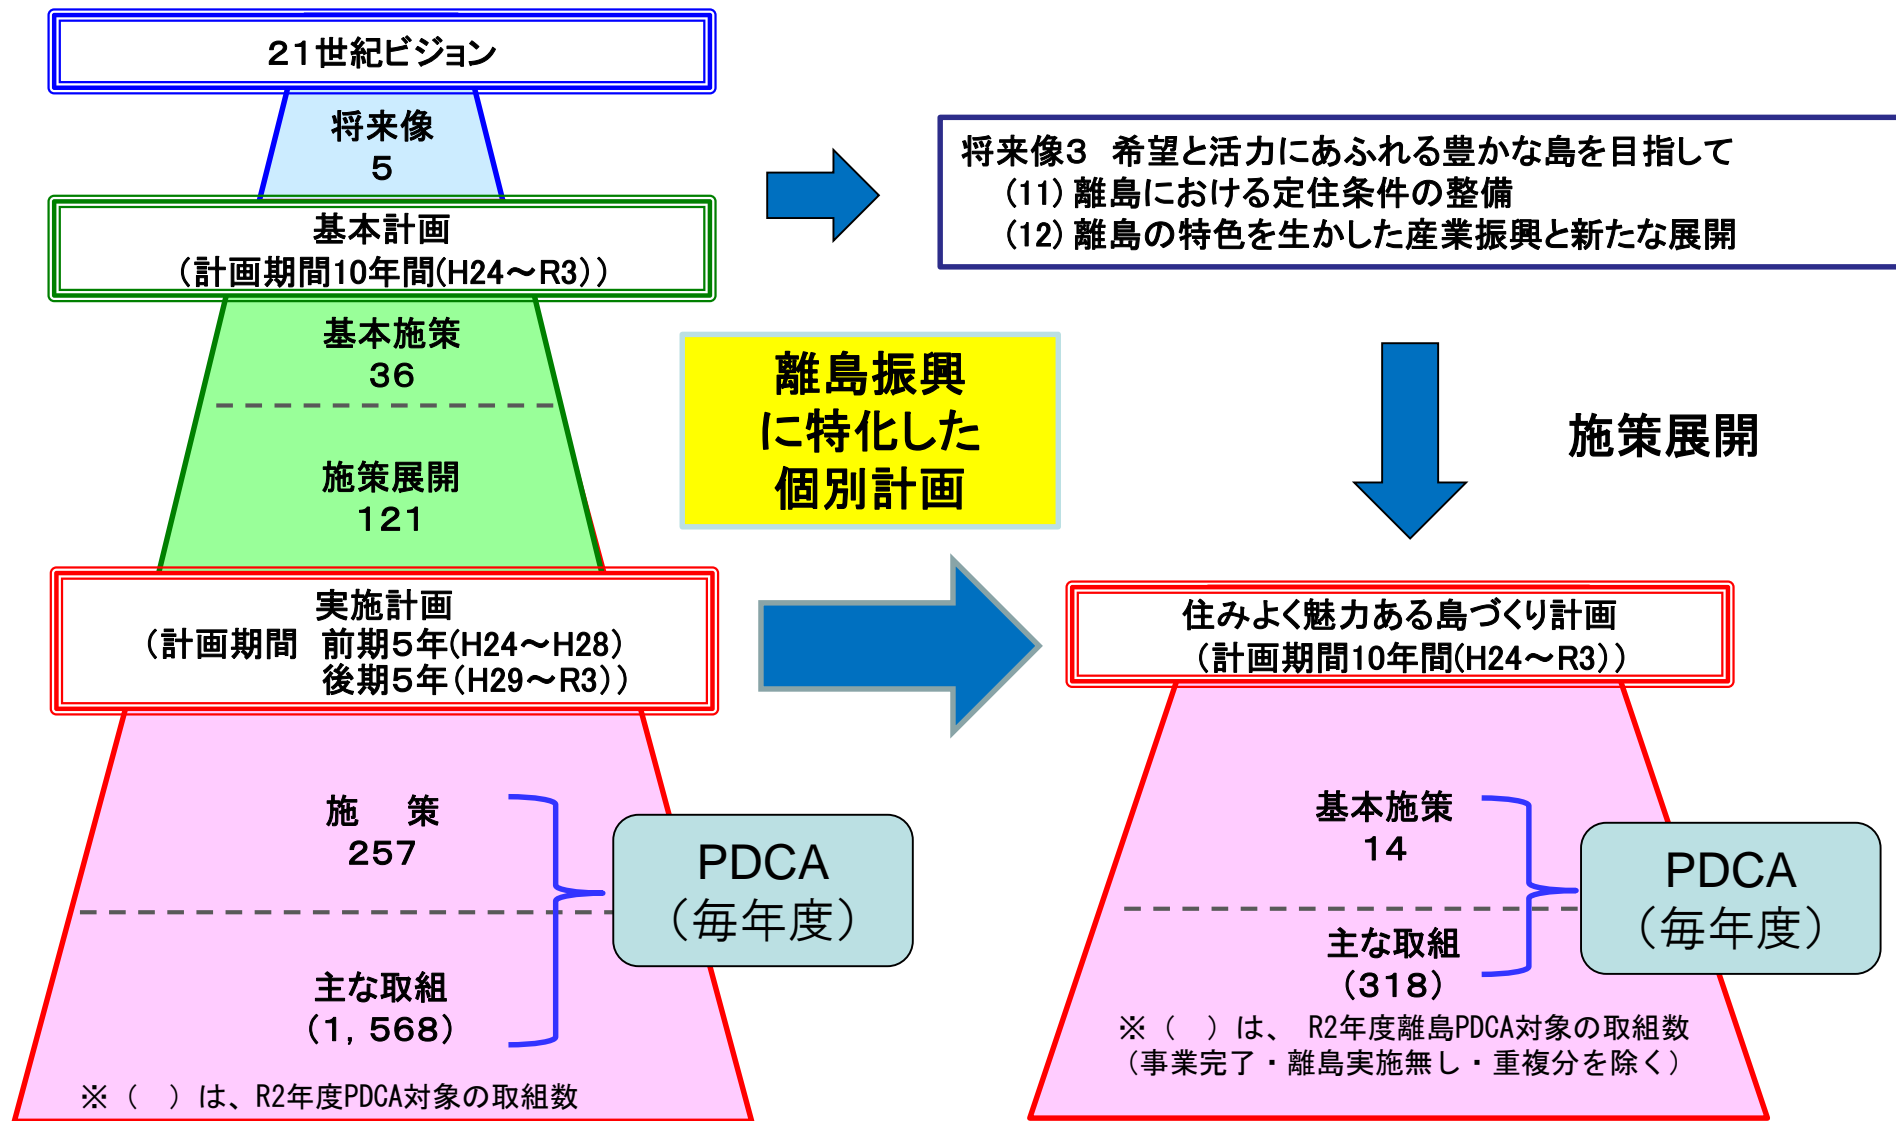 ２１世紀ビジョン
将来像
５
基本計画
（計画期間10年間(H24～R3)）
基本施策
３６
施策展開
１２１
実施計画
（計画期間　前期５年(H24～H28)
後期５年（H29～R3)）
施　策
２５７
主な取組
（１，５６８）
※（　）は、R2年度PDCA対象の取組数
PDCA
（毎年度）
将来像３　希望と活力にあふれる豊かな島を目指して
(11) 離島における定住条件の整備
(12) 離島の特色を生かした産業振興と新たな展開
離島振興
に特化した
個別計画
施策展開
住みよく魅力ある島づくり計画
（計画期間10年間(H24～R3)）
基本施策
１４
主な取組
（３１８）
※（　）は、 R2年度離島PDCA対象の取組数
（事業完了・離島実施無し・重複分を除く）
PDCA
（毎年度）